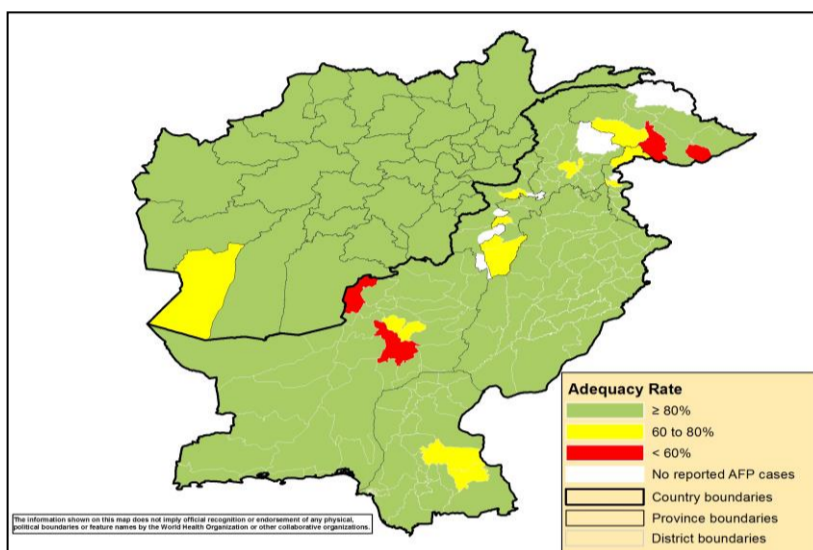 Adequacy Rate
≥ 80%
60 to 80%
< 60%
No reported AFP cases
Country boundaries
Province boundaries
District boundaries
The information shown on this map does not imply official recognition or endorsement of any physical,
political boundaries or feature names by the World Health Organization or other collaborative organizations.